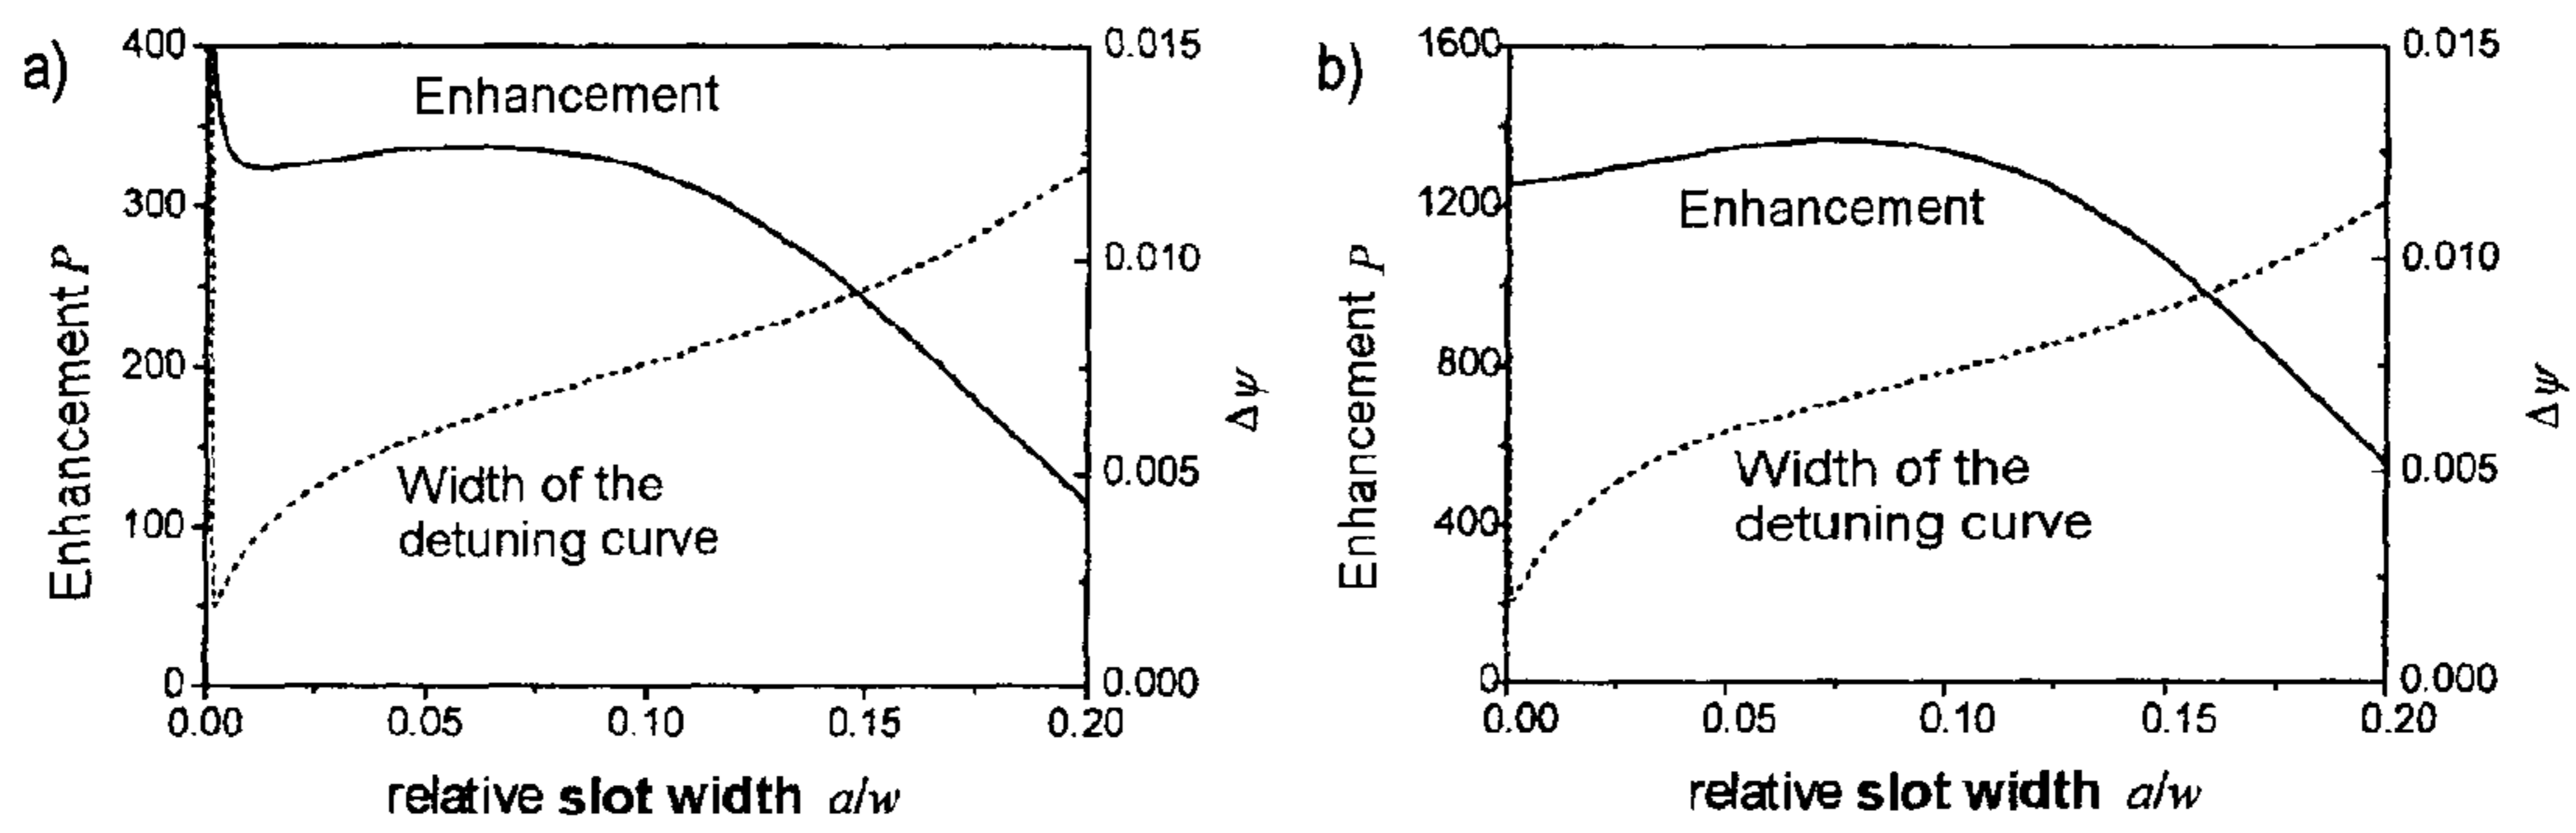 a)
400
300
200
100
0
Enhancement P
Enhancement
Width of the
detuning curve
0.015
0.010
0.005
0.000
Δψ
0.00 0.05 0.10 0.15 0.20
relative slot width a/w
b)
1600
1200
800
400
0
Enhancement P
Enhancement
Width of the
detuning curve
0.015
0.010
0.005
0.000
Δψ
0.00 0.05 0.10 0.15 0.20
relative slot width a/w